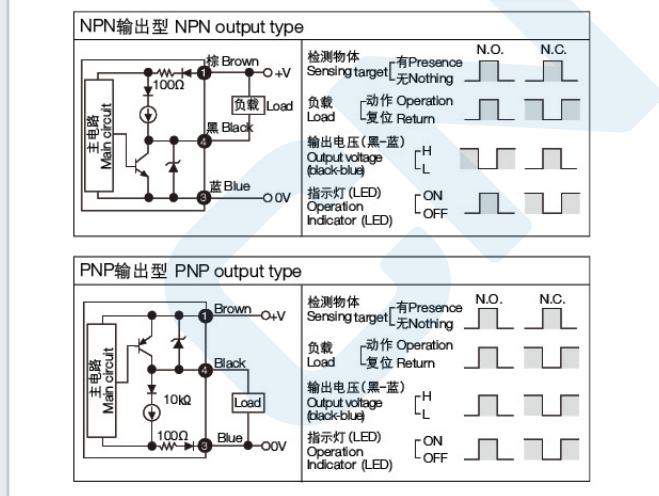 NPN输出型 NPN output type
棕 Brown
1
+V
100Ω
负载 Load
黑 Black
4
主电路
Main circuit
蓝 Blue
3
0V
N.O. N.C.
检测物体
Sensing target
有Presence
无Nothing
负载
Load
动作 Operation
复位 Return
输出电压(黑-蓝)
Output voltage
(black-blue)
H
L
指示灯(LED)
Operation
Indicator (LED)
ON
OFF
PNP输出型 PNP output type
1
Brown
+V
4
Black
主电路
Main circuit
10kΩ
Load
100Ω
3
Blue
0V
N.O. N.C.
检测物体
Sensing target
有Presence
无Nothing
负载
Load
动作 Operation
复位 Return
输出电压(黑-蓝)
Output voltage
(black-blue)
H
L
指示灯(LED)
Operation
Indicator (LED)
ON
OFF